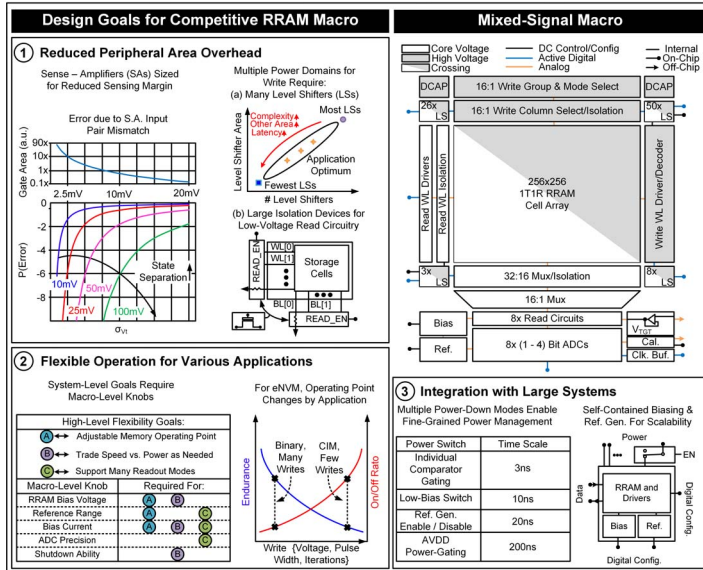 Design Goals for Competitive RRAM Macro
1 Reduced Peripheral Area Overhead
Sense – Amplifiers (SAs) Sized
for Reduced Sensing Margin
Error due to S.A. Input
Pair Mismatch
Gate Area (a.u.)
90x
10x
1x
0.1x
2.5mV
10mV
20mV
P(Error)
0
-2
-4
-6
-8
10mV
25mV
50mV
100mV
State
Separation
σVt
Multiple Power Domains for
Write Require:
(a) Many Level Shifters (LSs)
Complexity
Other Area
Latency
Most LSs
Application
Optimum
Fewest LSs
Level Shifter Area
# Level Shifters
(b) Large Isolation Devices for
Low-Voltage Read Circuitry
READ_EN
WL[0]
WL[1]
Storage
Cells
BL[0]
BL[1]
READ_EN
2 Flexible Operation for Various Applications
System-Level Goals Require
Macro-Level Knobs
High-Level Flexibility Goals:
A Adjustable Memory Operating Point
B Trade Speed vs. Power as Needed
C Support Many Readout Modes
Macro-Level Knob Required For:
RRAM Bias Voltage A B
Reference Range A C
Bias Current A B C
ADC Precision C
Shutdown Ability B
For eNVM, Operating Point
Changes by Application
Binary,
Many
Writes
CIM,
Few
Writes
Endurance
On/Off Ratio
Write {Voltage, Pulse
Width, Iterations}
Mixed-Signal Macro
Core Voltage
High Voltage
Crossing
DC Control/Config
Active Digital
Analog
Internal
On-Chip
Off-Chip
DCAP
16:1 Write Group & Mode Select
DCAP
26x
LS
16:1 Write Column Select/Isolation
50x
LS
Read WL Drivers
Read WL Isolation
256x256
1T1R RRAM
Cell Array
Write WL Driver/Decoder
3x
LS
32:16 Mux/Isolation
8x
LS
16:1 Mux
Bias
8x Read Circuits
VTGT
Ref.
8x (1 - 4) Bit ADCs
Cal.
Clk. Buf.
3 Integration with Large Systems
Multiple Power-Down Modes Enable
Fine-Grained Power Management
Power Switch Time Scale
Individual
Comparator
Gating
3ns
Low-Bias Switch 10ns
Ref. Gen.
Enable / Disable
20ns
AVDD
Power-Gating
200ns
Self-Contained Biasing &
Ref. Gen. For Scalability
Power
EN
Data
RRAM and
Drivers
Bias
Ref.
Digital Config.
Digital Config.